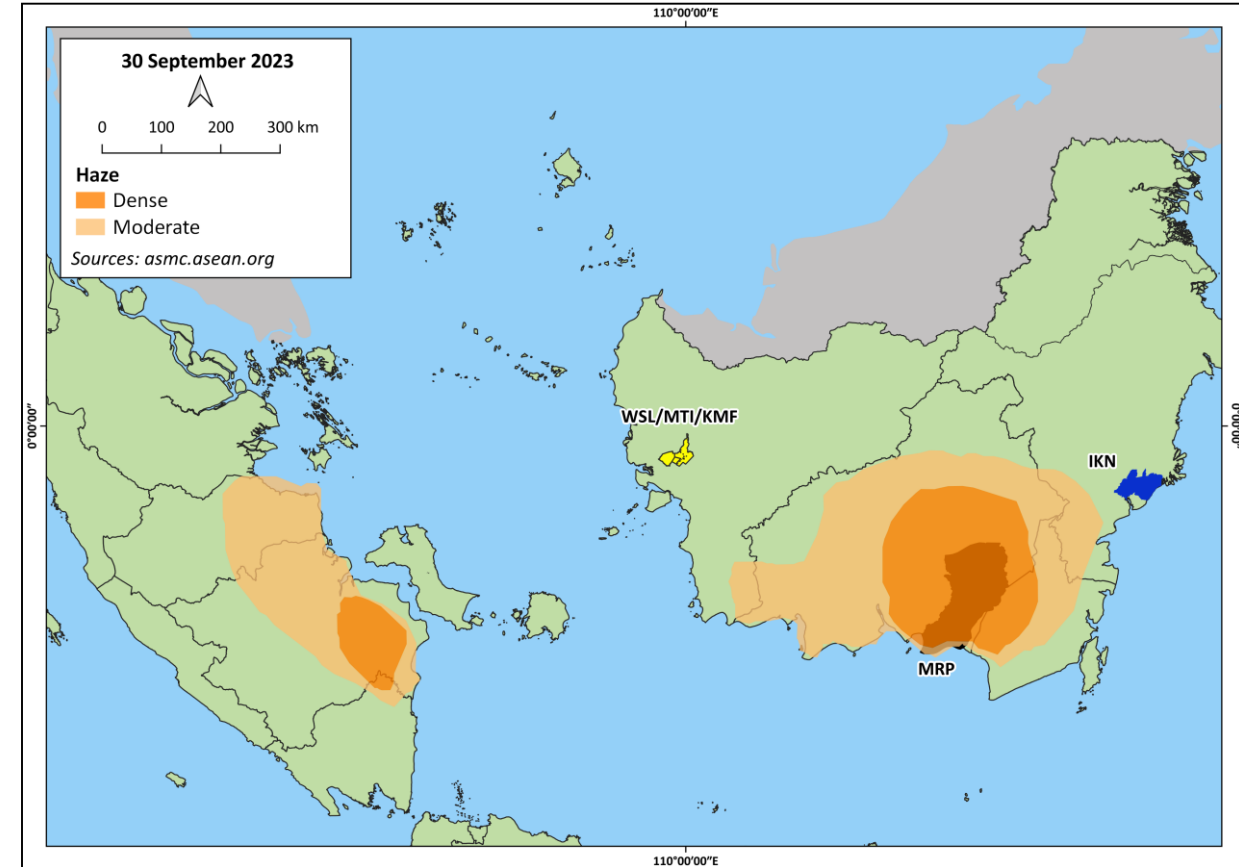 110°00'00"E
30 September 2023
0 100 200 300 km
Haze
Dense
Moderate
Sources: asmc.asean.org
0°00'00"
WSL/MTI/KMF
IKN
MRP
110°00'00"E